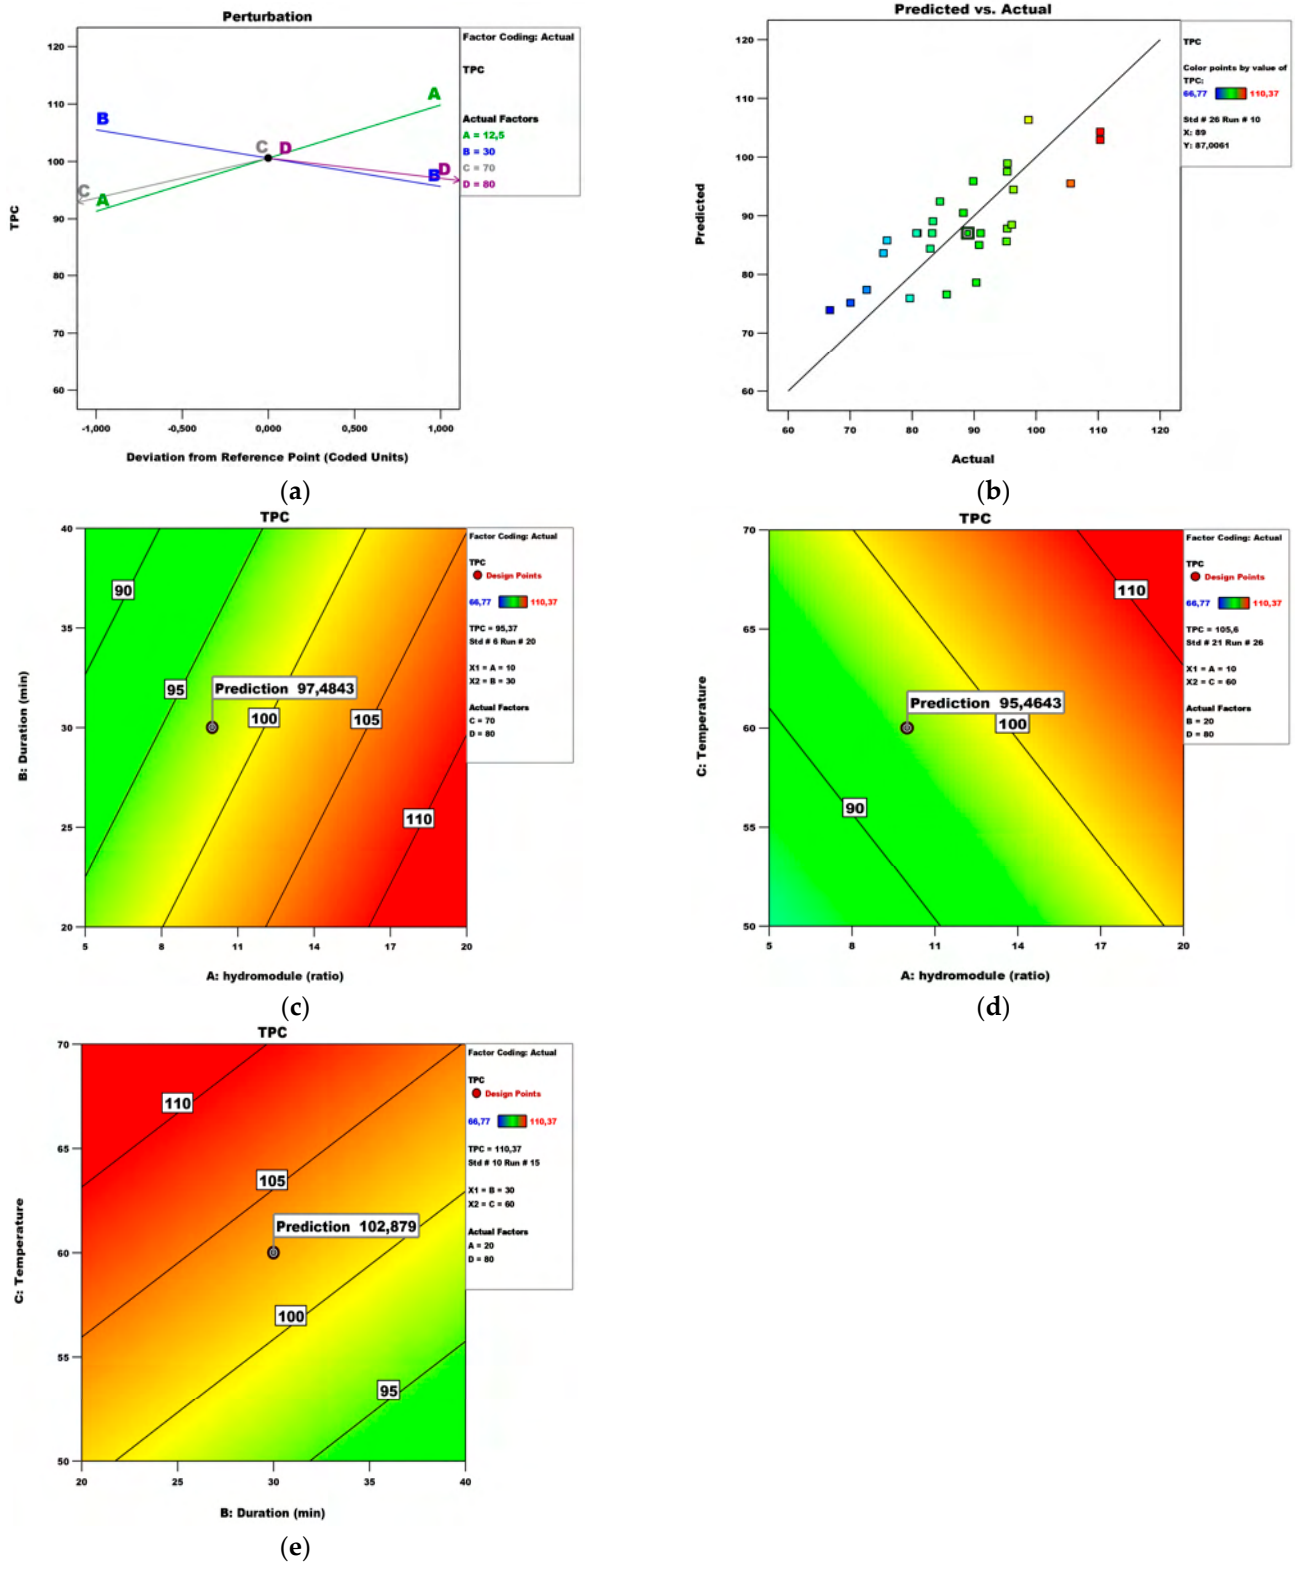 Perturbation
Factor Coding: Actual
TPC
Actual Factors
A = 12,5
B = 30
C = 70
D = 80
120
110
100
90
80
70
60
TPC
B
A
C
D
C
A
B
D
-1,000
-0,500
0,000
0,500
1,000
Deviation from Reference Point (Coded Units)
(a)
Predicted vs. Actual
TPC
Color points by value of
TPC:
66,77
110,37
Std # 26 Run # 10
X: 89
Y: 87,0061
120
110
100
90
80
70
60
Predicted
60
70
80
90
100
110
120
Actual
(b)
TPC
Factor Coding: Actual
TPC
Design Points
66,77
110,37
TPC = 95,37
Std # 6 Run # 20
X1 = A = 10
X2 = B = 30
Actual Factors
C = 70
D = 80
40
35
30
25
20
B: Duration (min)
90
95
Prediction 97,4843
100
105
110
5
8
11
14
17
20
A: hydromodule (ratio)
(c)
TPC
Factor Coding: Actual
TPC
Design Points
66,77
110,37
TPC = 105,6
Std # 21 Run # 26
X1 = A = 10
X2 = C = 60
Actual Factors
B = 20
D = 80
70
65
60
55
50
C: Temperature
110
Prediction 95,4643
100
90
5
8
11
14
17
20
A: hydromodule (ratio)
(d)
TPC
Factor Coding: Actual
TPC
Design Points
66,77
110,37
TPC = 110,37
Std # 10 Run # 15
X1 = B = 30
X2 = C = 60
Actual Factors
A = 20
D = 80
70
65
60
55
50
C: Temperature
110
105
Prediction 102,879
100
95
20
25
30
35
40
B: Duration (min)
(e)